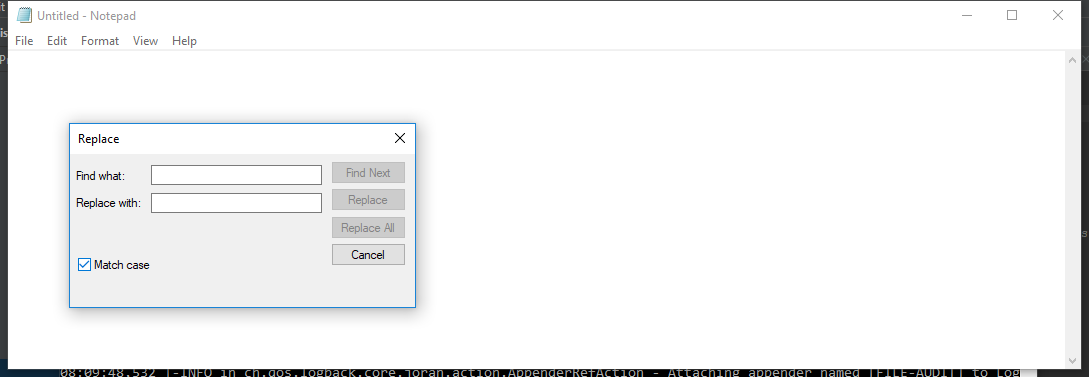 Untitled - Notepad
File Edit Format View Help
Replace
Find what:
Find Next
Replace with:
Replace
Replace All
Cancel
Match case
08:09:48,532 |-INFO in ch.qos.logback.core.joran.action.AppenderRefAction - Attaching appender named [FILE-AUDIT] to Log